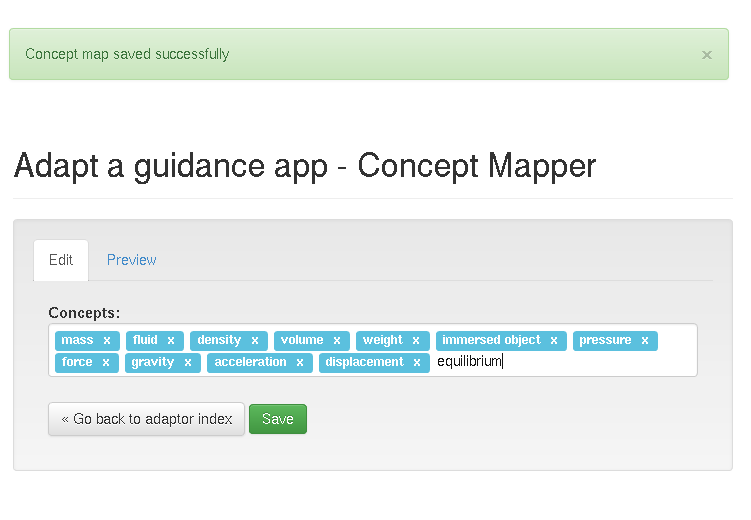 Concept map saved successfully ×
Adapt a guidance app - Concept Mapper
Edit Preview
Concepts:
mass x fluid x density x volume x weight x immersed object x pressure x
force x gravity x acceleration x displacement x equilibrium
« Go back to adaptor index Save